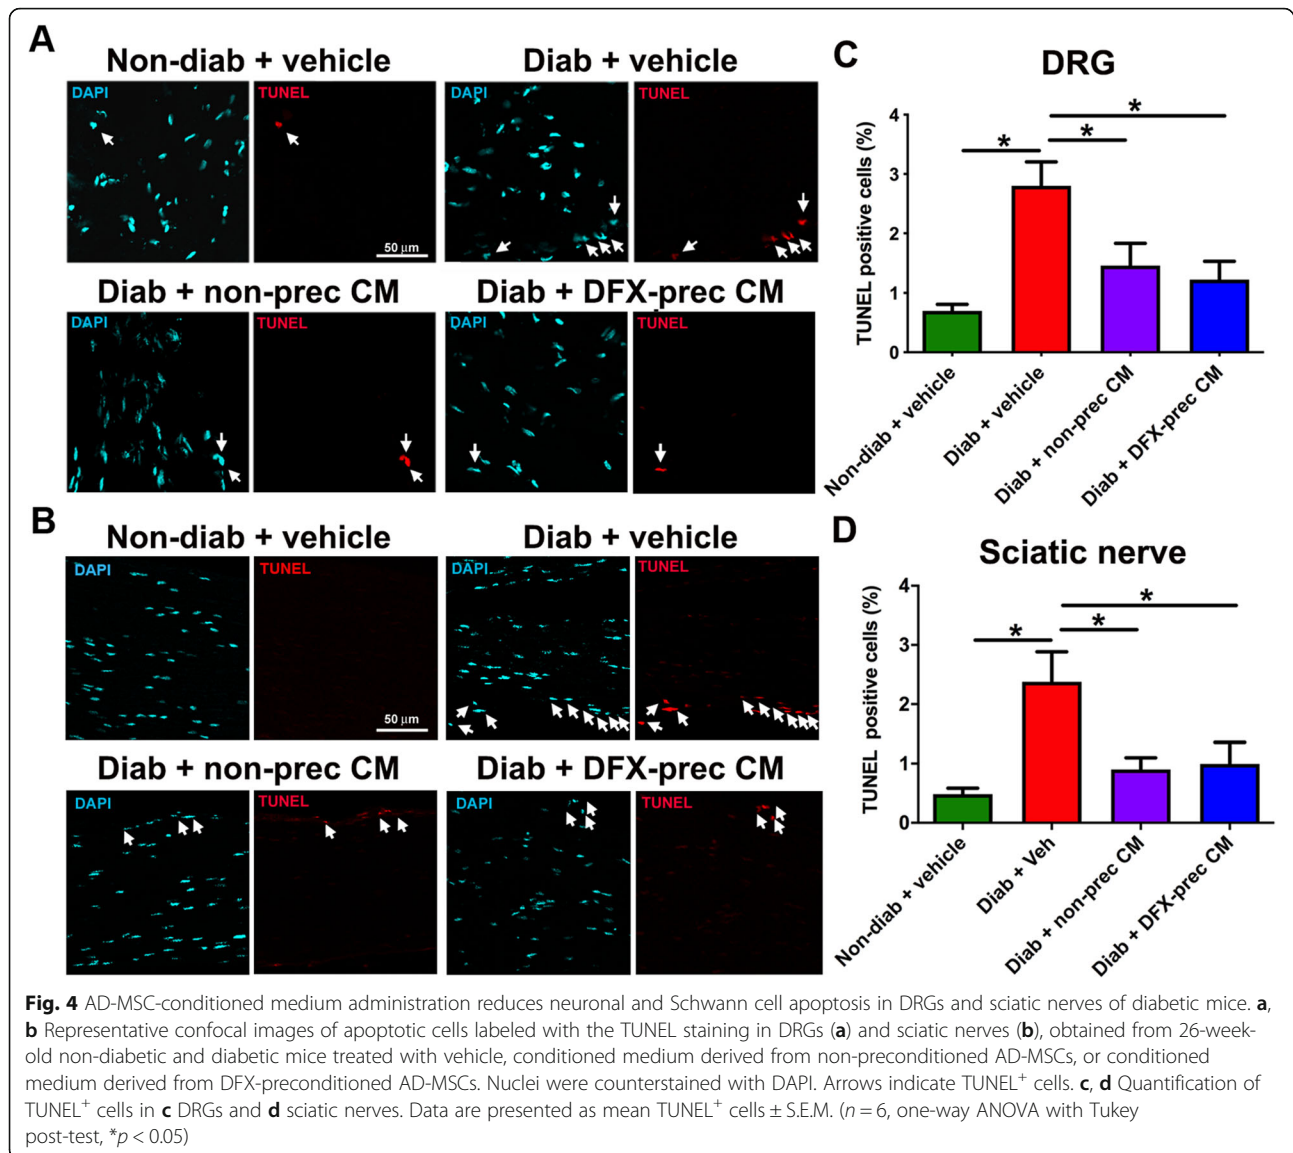 A
Non-diab + vehicle
Diab + vehicle
DAPI
TUNEL
50 µm
DAPI
TUNEL
Diab + non-prec CM
Diab + DFX-prec CM
DAPI
TUNEL
DAPI
TUNEL
B
Non-diab + vehicle
Diab + vehicle
DAPI
TUNEL
50 µm
DAPI
TUNEL
Diab + non-prec CM
Diab + DFX-prec CM
DAPI
TUNEL
DAPI
TUNEL
C
DRG
TUNEL positive cells (%)
4
3
2
1
0
*
*
*
Non-diab + vehicle
Diab + vehicle
Diab + non-prec CM
Diab + DFX-prec CM
D
Sciatic nerve
TUNEL positive cells (%)
4
3
2
1
0
*
*
*
Non-diab + vehicle
Diab + Veh
Diab + non-prec CM
Diab + DFX-prec CM
Fig. 4 AD-MSC-conditioned medium administration reduces neuronal and Schwann cell apoptosis in DRGs and sciatic nerves of diabetic mice. a,
b Representative confocal images of apoptotic cells labeled with the TUNEL staining in DRGs (a) and sciatic nerves (b), obtained from 26-week-
old non-diabetic and diabetic mice treated with vehicle, conditioned medium derived from non-preconditioned AD-MSCs, or conditioned
medium derived from DFX-preconditioned AD-MSCs. Nuclei were counterstained with DAPI. Arrows indicate TUNEL⁺ cells. c, d Quantification of
TUNEL⁺ cells in c DRGs and d sciatic nerves. Data are presented as mean TUNEL⁺ cells ± S.E.M. (n = 6, one-way ANOVA with Tukey
post-test, *p < 0.05)